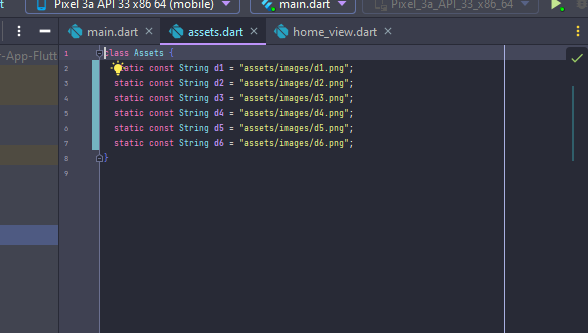 t Pixel 3a API 33 x86 64 (mobile) main.dart Pixel_3a_API_33_x86_64
main.dart assets.dart home_view.dart
r-App-Flutt
1 class Assets {
2 static const String d1 = "assets/images/d1.png";
3 static const String d2 = "assets/images/d2.png";
4 static const String d3 = "assets/images/d3.png";
5 static const String d4 = "assets/images/d4.png";
6 static const String d5 = "assets/images/d5.png";
7 static const String d6 = "assets/images/d6.png";
8 }
9